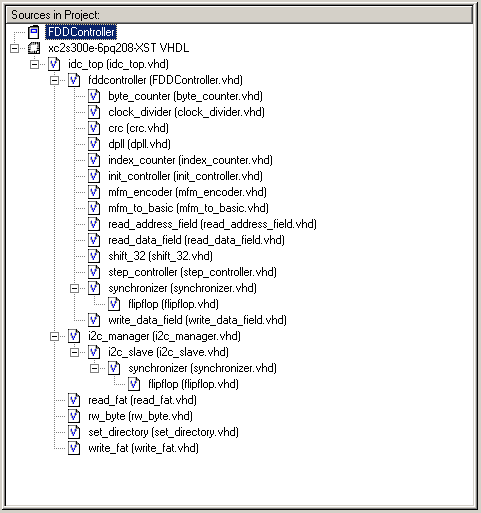 Sources in Project:
FDDController
xc2s300e-6pq208-XST VHDL
idc_top (idc_top.vhd)
fddcontroller (FDDController.vhd)
byte_counter (byte_counter.vhd)
clock_divider (clock_divider.vhd)
crc (crc.vhd)
dpll (dpll.vhd)
index_counter (index_counter.vhd)
init_controller (init_controller.vhd)
mfm_encoder (mfm_encoder.vhd)
mfm_to_basic (mfm_to_basic.vhd)
read_address_field (read_address_field.vhd)
read_data_field (read_data_field.vhd)
shift_32 (shift_32.vhd)
step_controller (step_controller.vhd)
synchronizer (synchronizer.vhd)
flipflop (flipflop.vhd)
write_data_field (write_data_field.vhd)
i2c_manager (i2c_manager.vhd)
i2c_slave (i2c_slave.vhd)
synchronizer (synchronizer.vhd)
flipflop (flipflop.vhd)
read_fat (read_fat.vhd)
rw_byte (rw_byte.vhd)
set_directory (set_directory.vhd)
write_fat (write_fat.vhd)